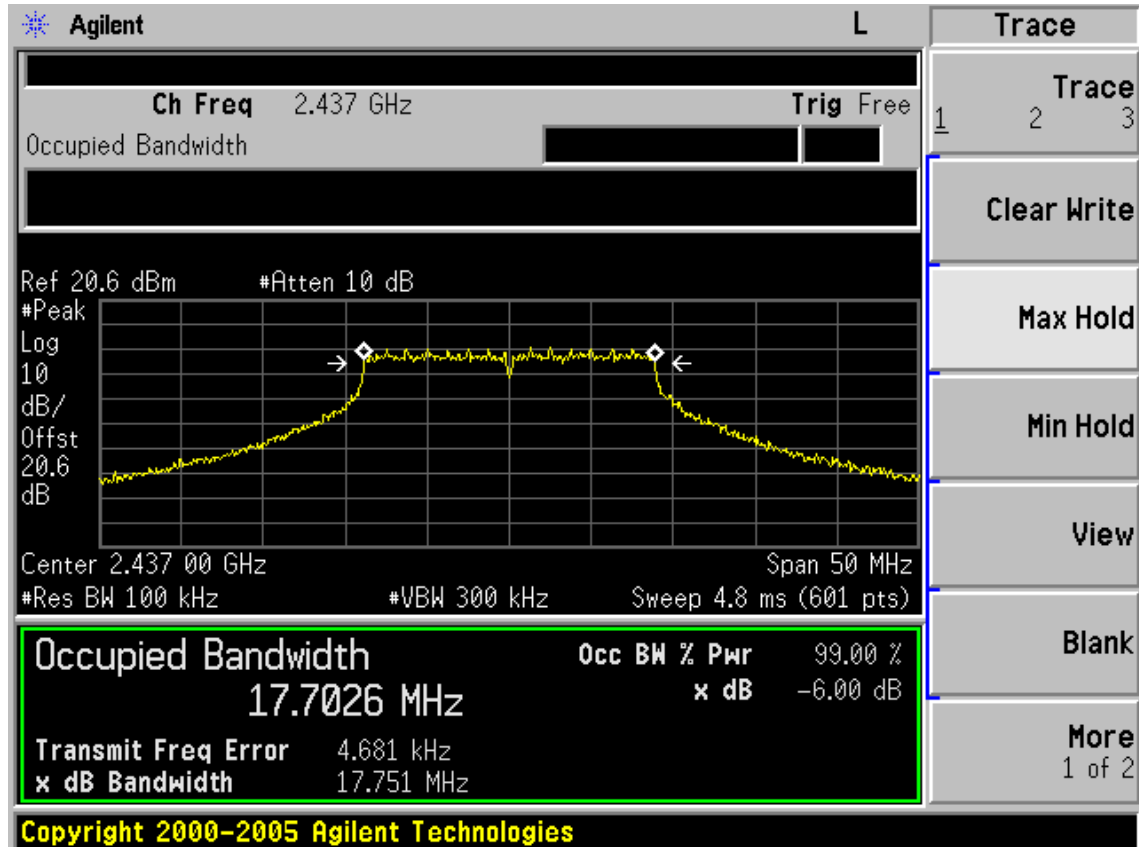 Agilent L
Ch Freq 2.437 GHz Trig Free
Occupied Bandwidth
Ref 20.6 dBm #Atten 10 dB
#Peak
Log
10
dB/
Offst
20.6
dB
Center 2.437 00 GHz Span 50 MHz
#Res BW 100 kHz #VBW 300 kHz Sweep 4.8 ms (601 pts)
Occupied Bandwidth Occ BW % Pwr 99.00 %
17.7026 MHz x dB -6.00 dB
Transmit Freq Error 4.681 kHz
x dB Bandwidth 17.751 MHz
Copyright 2000-2005 Agilent Technologies
Trace
Trace
1 2 3
Clear Write
Max Hold
Min Hold
View
Blank
More
1 of 2